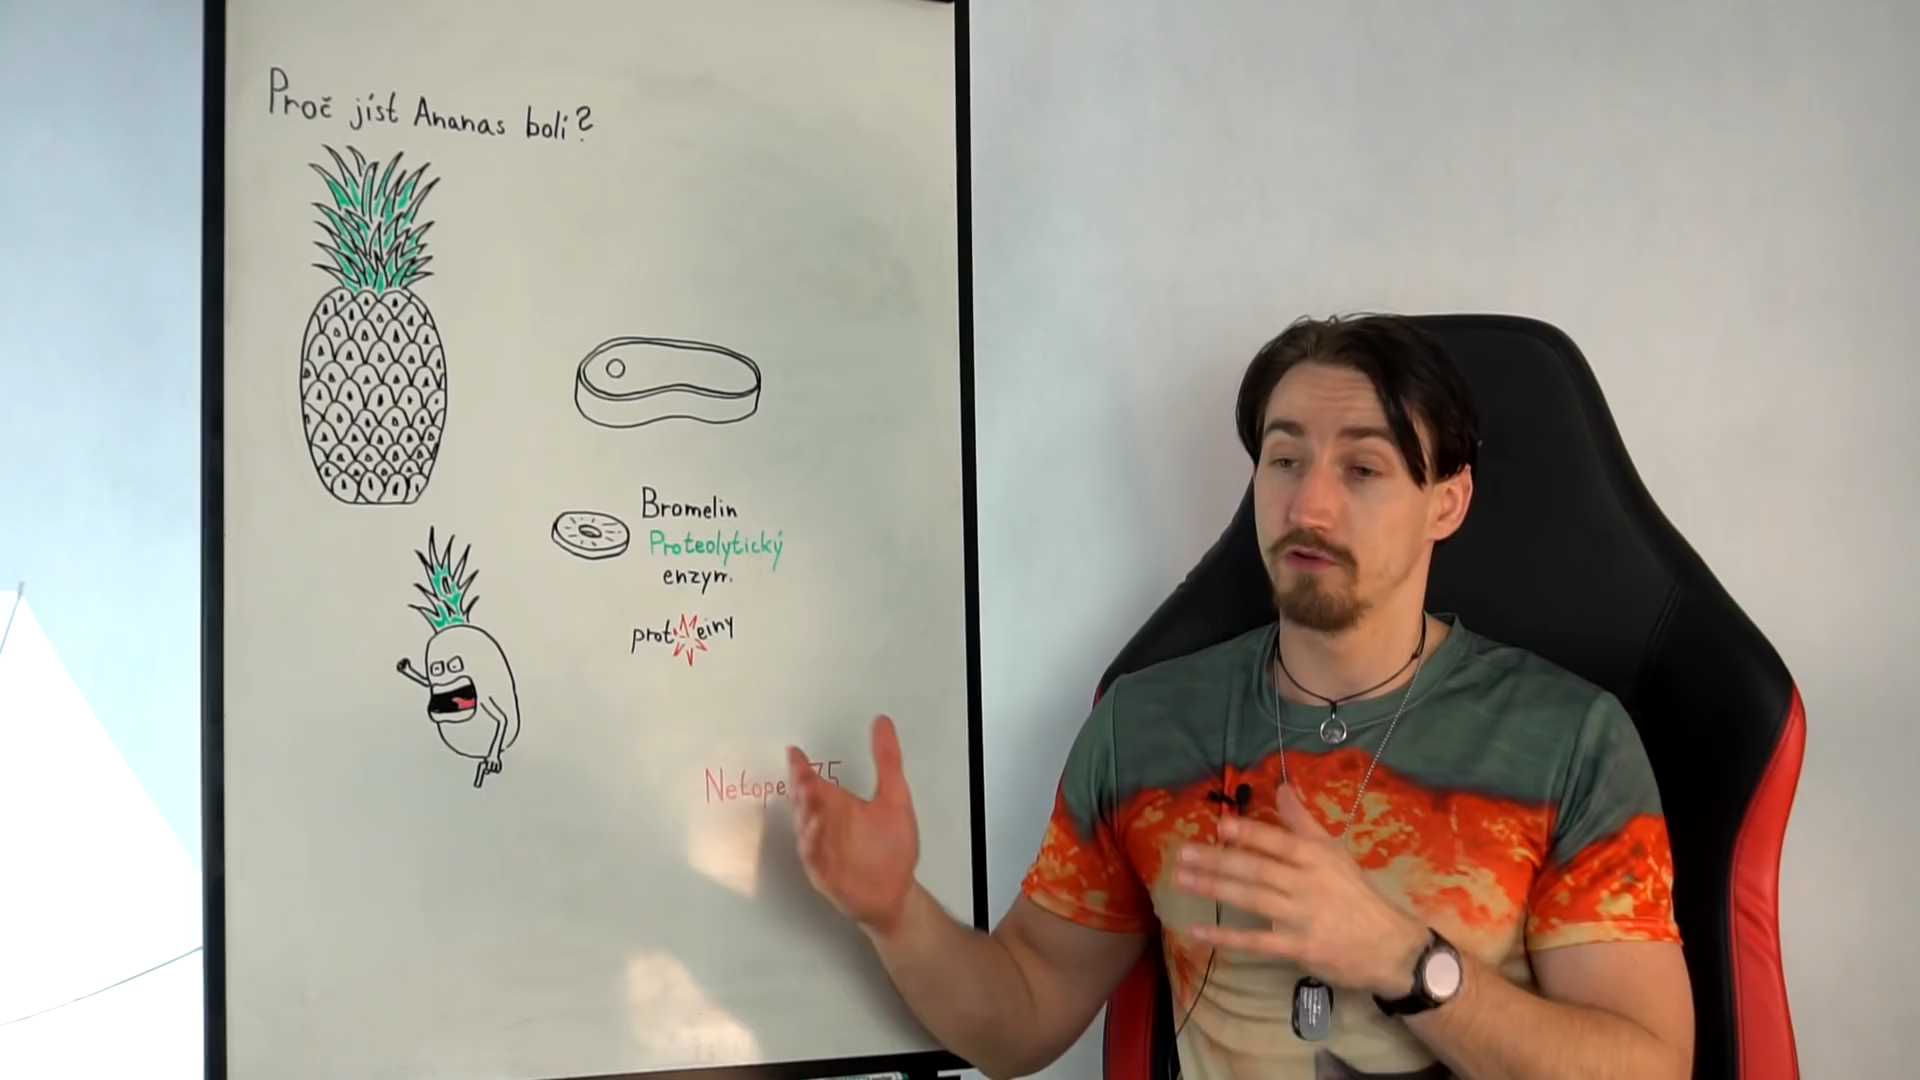 Proč jíst Ananas bolí?
Bromelin
Proteolytický
enzym.
proteiny